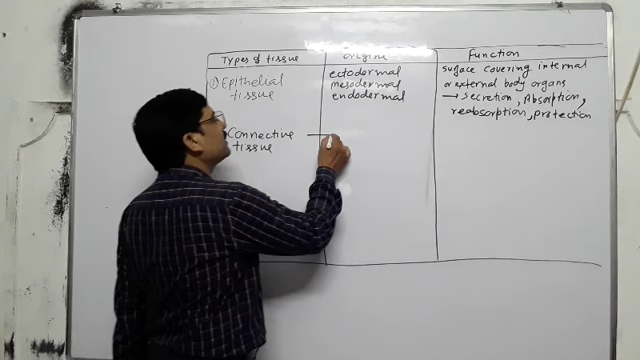 Types of tissue origine Function
① Epithelial tissue
ectodermal
mesodermal
endodermal
surface covering internal
or external body organs
→ secretion, Absorption,
reabsorption, protection
Connective
tissue